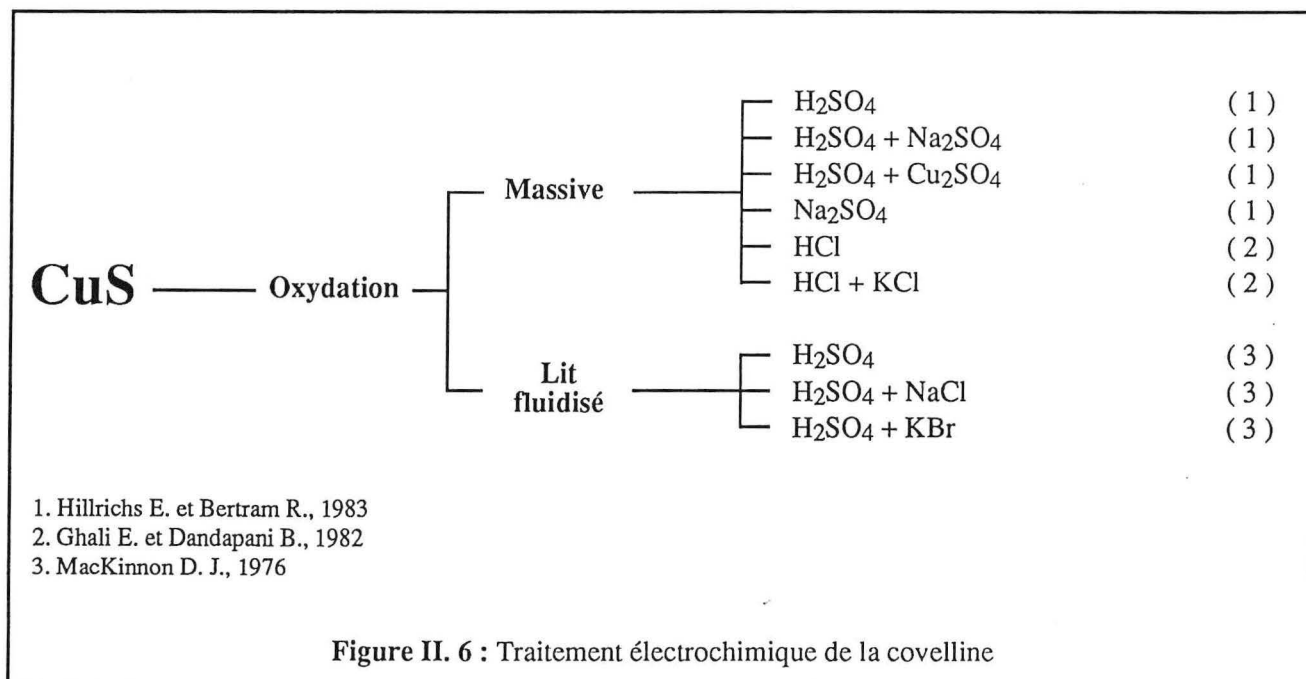 H₂SO₄ (1)
H₂SO₄ + Na₂SO₄ (1)
H₂SO₄ + Cu₂SO₄ (1)
Massive
Na₂SO₄ (1)
HCl (2)
HCl + KCl (2)
CuS
Oxydation
H₂SO₄ (3)
Lit
fluidisé
H₂SO₄ + NaCl (3)
H₂SO₄ + KBr (3)
1. Hillrichs E. et Bertram R., 1983
2. Ghali E. et Dandapani B., 1982
3. MacKinnon D. J., 1976
Figure II. 6 : Traitement électrochimique de la covelline